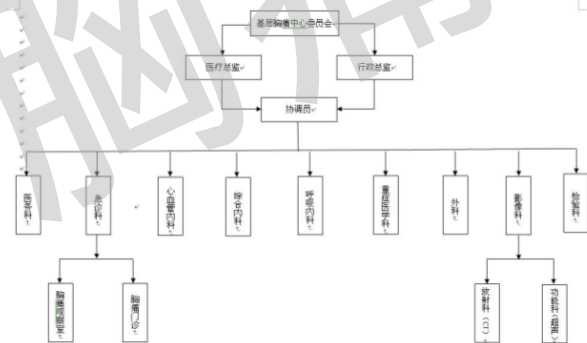 基层胸痛中心委员会
医疗总监
行政总监
协调员
医务科
急诊科
心血管内科
综合内科
呼吸内科
重症医学科
外科
影像科
检验科
胸痛观察室
胸痛门诊
放射科（CT）
功能科（超声）